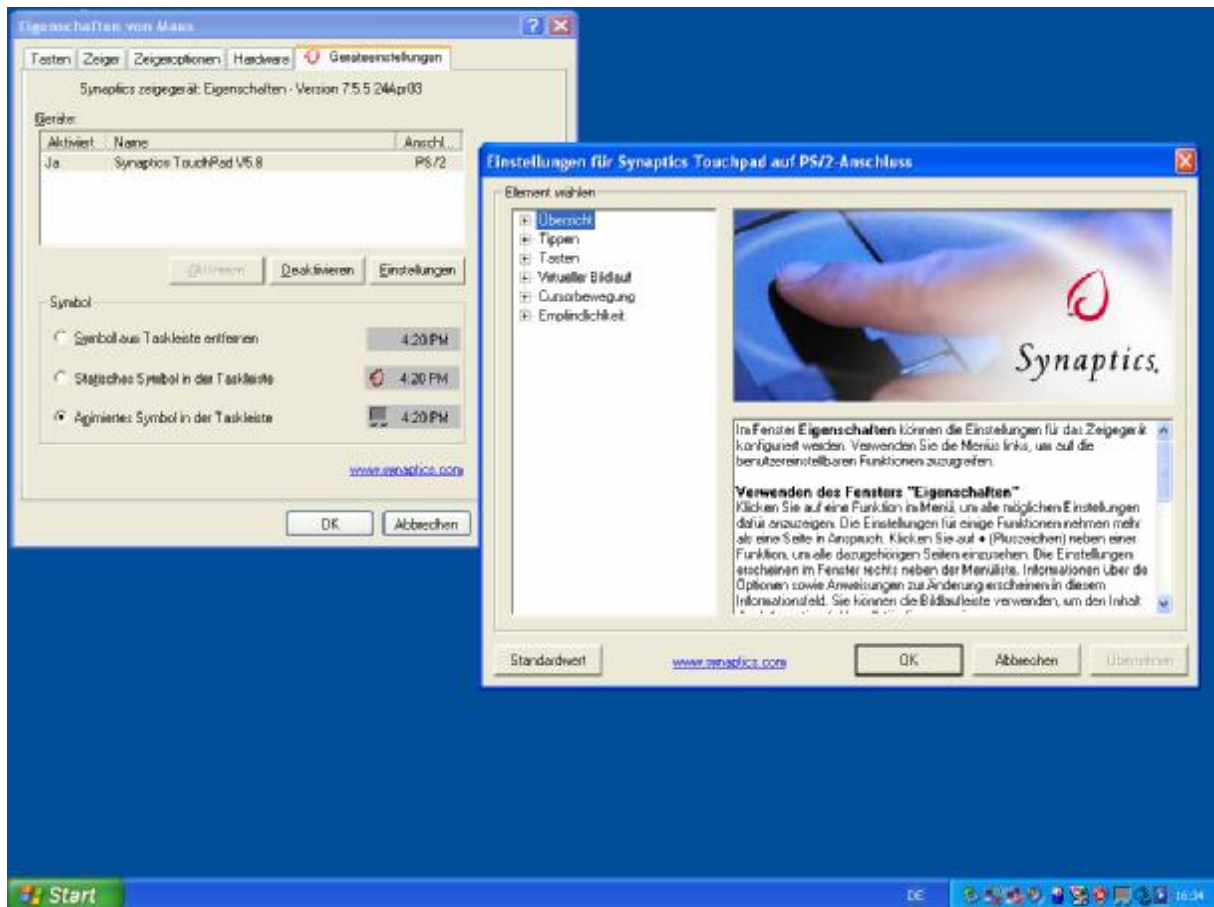 Eigenschaften von Maus
Tasten Zeiger Zeigeroptionen Hardware Geräteeinstellungen
Synaptics zeigegerät: Eigenschaften - Version 7.5.5 24Apr03
Geräte:
Aktiviert Name Anschl...
Ja Synaptics TouchPad V5.8 PS/2
Aktivieren Deaktivieren Einstellungen
Symbol
Symbol aus Taskleiste entfernen 4:20 PM
Statisches Symbol in der Taskleiste 4:20 PM
Animiertes Symbol in der Taskleiste 4:20 PM
www.synaptics.com
OK Abbrechen
Einstellungen für Synaptics Touchpad auf PS/2-Anschluss
Element wählen
Übersicht
Tippen
Tasten
Virtueller Bildlauf
Cursorbewegung
Empfindlichkeit
Synaptics.
Im Fenster Eigenschaften können die Einstellungen für das Zeigegerät
konfiguriert werden. Verwenden Sie die Menüs links, um auf die
benutzereinstellbaren Funktionen zuzugreifen.
Verwenden des Fensters "Eigenschaften"
Klicken Sie auf eine Funktion im Menü, um alle möglichen Einstellungen
dafür anzuzeigen. Die Einstellungen für einige Funktionen nehmen mehr
als eine Seite in Anspruch. Klicken Sie auf + (Pluszeichen) neben einer
Funktion, um alle dazugehörigen Seiten einzusehen. Die Einstellungen
erscheinen im Fenster rechts neben der Menüliste. Informationen über die
Optionen sowie Anweisungen zur Änderung erscheinen in diesem
Informationsfeld. Sie können die Bildlaufleiste verwenden, um den Inhalt
Standardwert www.synaptics.com OK Abbrechen Übernehmen
Start DE 16:34